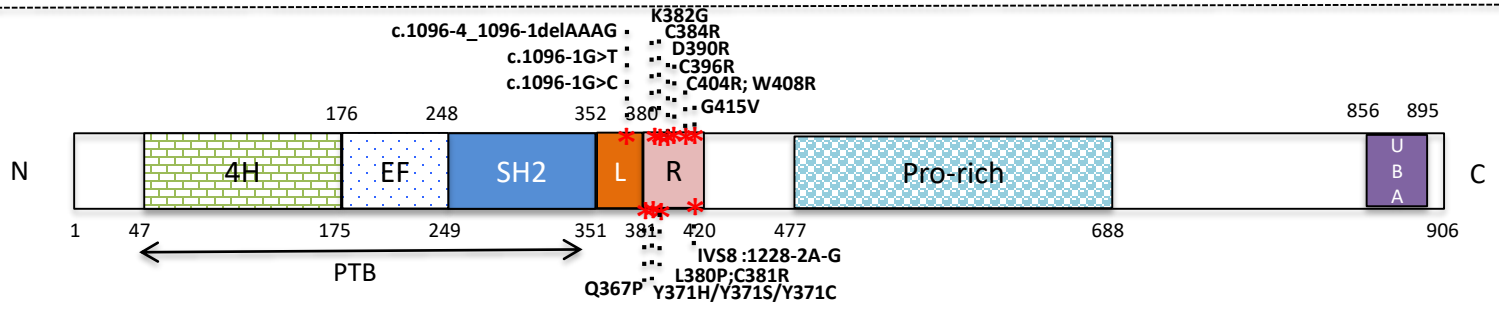 K382G
c.1096-4_1096-1delAAAG
C384R
D390R
c.1096-1G>T
C396R
c.1096-1G>C
C404R; W408R
176 248 352 380 G415V 856 895
N 4H EF SH2 L R Pro-rich UBA C
1 47 175 249 351 381 420 477 688 906
PTB
IVS8 :1228-2A-G
L380P;C381R
Q367P Y371H/Y371S/Y371C